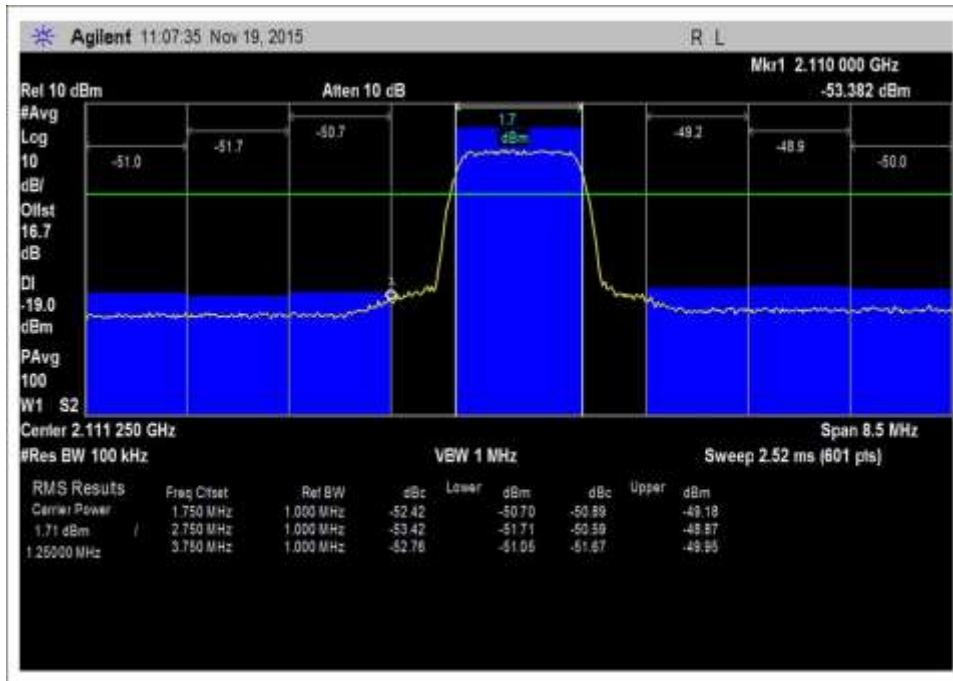 Agilent 11:07:35 Nov 19, 2015 R L
Mkr1 2.110 000 GHz
Ref 10 dBm Atten 10 dB -53.382 dBm
#Avg
Log
10
dB/
Offst
16.7
dB
DI
-19.0
dBm
PAvg
100
W1 S2
-51.0 -51.7 -50.7 1.7 dBm -49.2 -48.9 -50.0
Center 2.111 250 GHz Span 8.5 MHz
#Res BW 100 kHz VBW 1 MHz Sweep 2.52 ms (601 pts)
RMS Results Freq Offset Ref BW dBc Lower dBm dBc Upper dBm
Carrier Power 1.750 MHz 1.000 MHz -52.42 -50.70 -50.89 -49.18
1.71 dBm / 2.750 MHz 1.000 MHz -53.42 -51.71 -50.59 -48.87
1.25000 MHz 3.750 MHz 1.000 MHz -52.76 -51.05 -51.67 -49.95